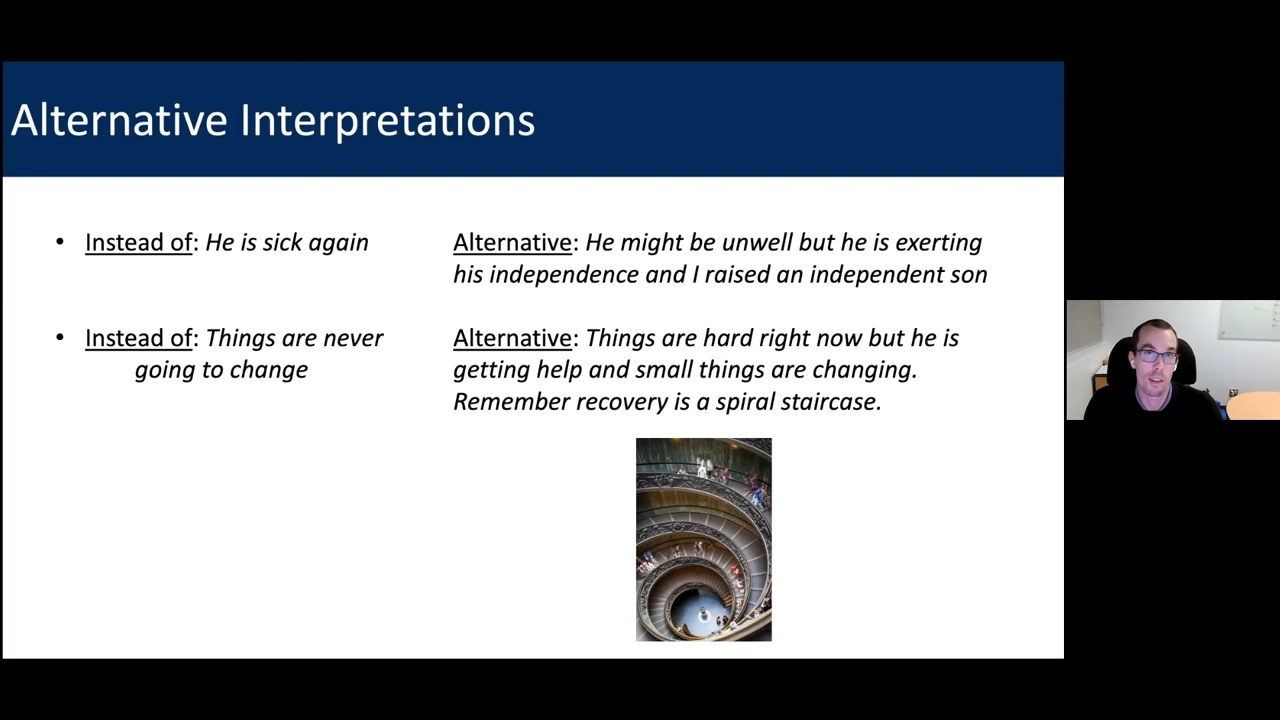 Alternative Interpretations
• Instead of: He is sick again
Alternative: He might be unwell but he is exerting
his independence and I raised an independent son
• Instead of: Things are never
going to change
Alternative: Things are hard right now but he is
getting help and small things are changing.
Remember recovery is a spiral staircase.